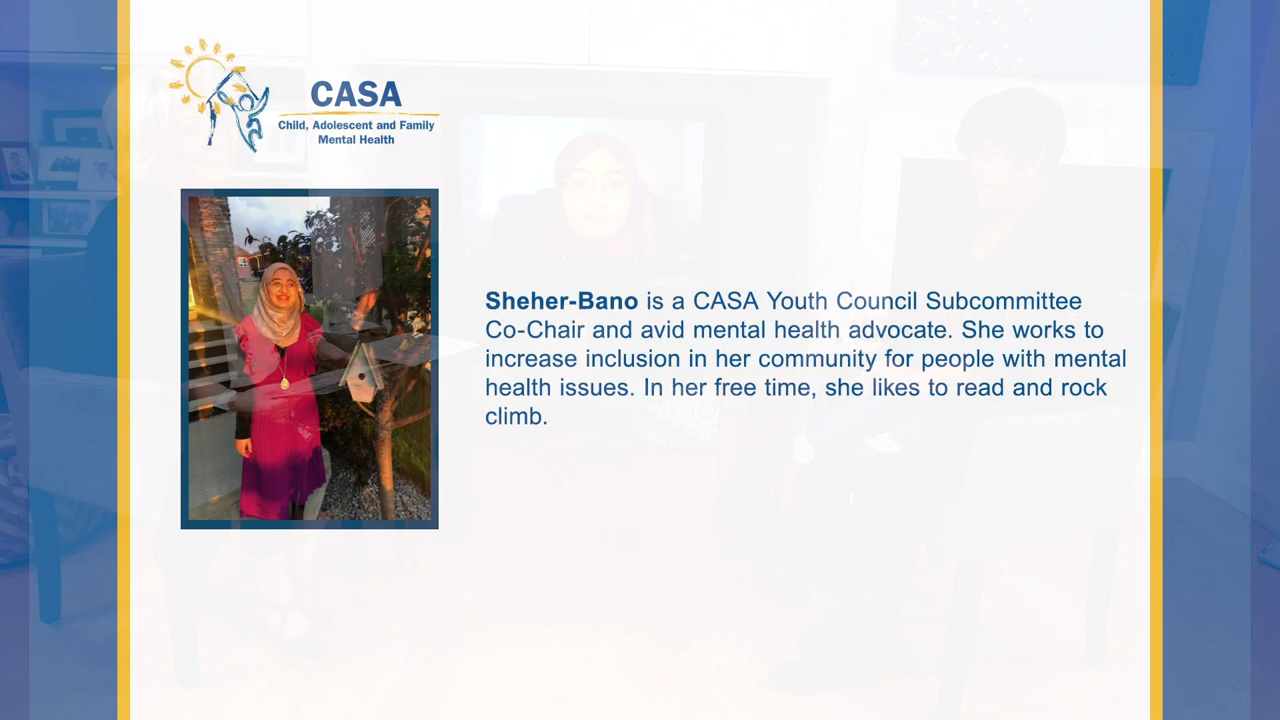 CASA
Child, Adolescent and Family
Mental Health
Sheher-Bano is a CASA Youth Council Subcommittee
Co-Chair and avid mental health advocate. She works to
increase inclusion in her community for people with mental
health issues. In her free time, she likes to read and rock
climb.